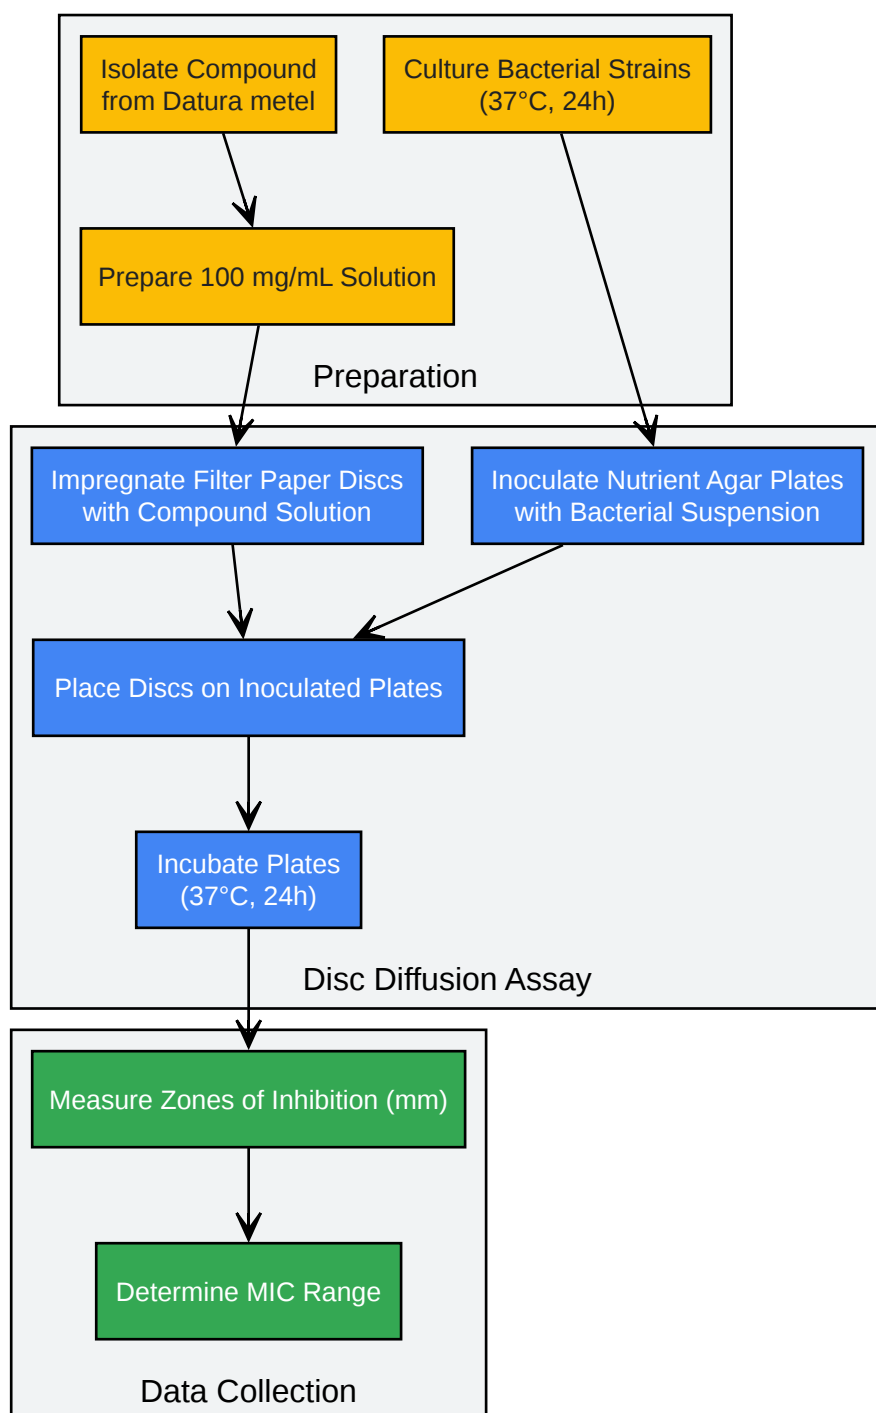 Isolate Compound
from Datura metel
Culture Bacterial Strains
(37°C, 24h)
Prepare 100 mg/mL Solution
Preparation
Impregnate Filter Paper Discs
with Compound Solution
Inoculate Nutrient Agar Plates
with Bacterial Suspension
Place Discs on Inoculated Plates
Incubate Plates
(37°C, 24h)
Disc Diffusion Assay
Measure Zones of Inhibition (mm)
Determine MIC Range
Data Collection